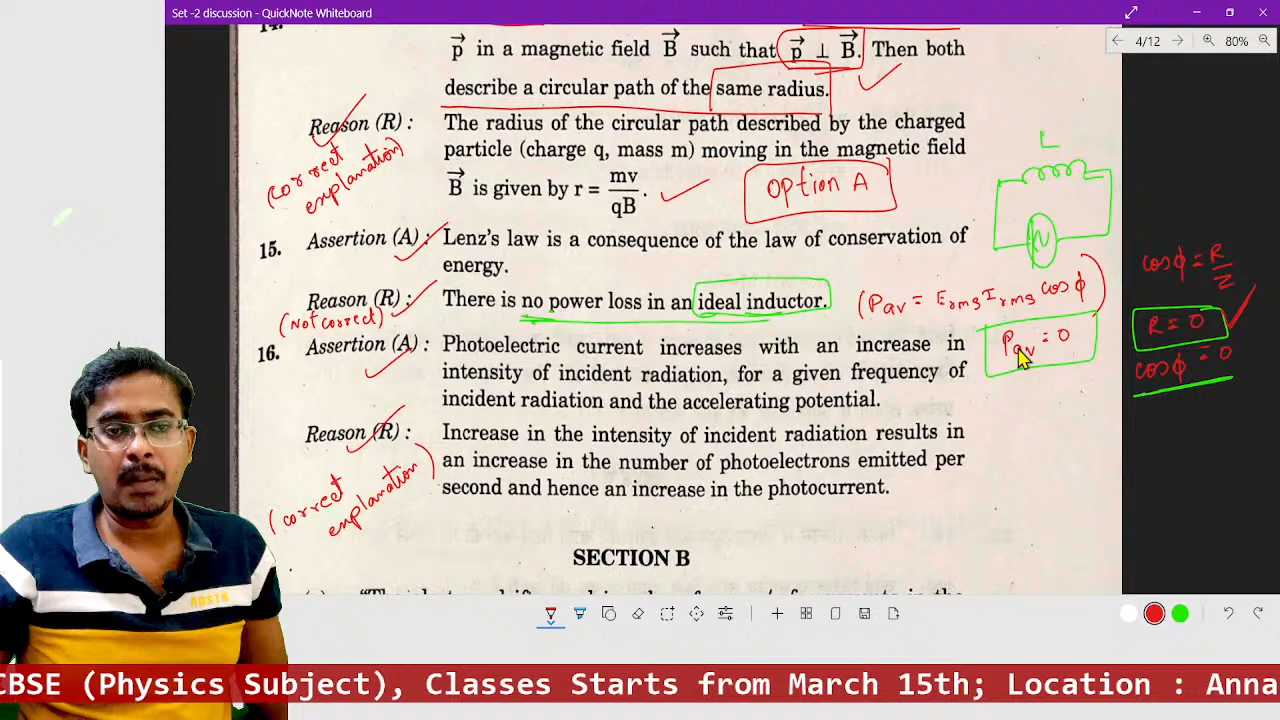 Set -2 discussion - QuickNote Whiteboard
4/12
80%
p⃗ in a magnetic field B⃗ such that p⃗ ⊥ B⃗. Then both
describe a circular path of the same radius.
Reason (R) : The radius of the circular path described by the charged
particle (charge q, mass m) moving in the magnetic field
B⃗ is given by r = mv/qB.
(correct
explanation)
Option A
L
15. Assertion (A) : Lenz's law is a consequence of the law of conservation of
energy.
Reason (R) : There is no power loss in an ideal inductor.
(Not correct)
(Pav = Erms Irms cosϕ)
Pav = 0
cosϕ = R/Z
R = 0
cosϕ = 0
16. Assertion (A) : Photoelectric current increases with an increase in
intensity of incident radiation, for a given frequency of
incident radiation and the accelerating potential.
Reason (R) : Increase in the intensity of incident radiation results in
an increase in the number of photoelectrons emitted per
second and hence an increase in the photocurrent.
(correct
explanation)
SECTION B
CBSE (Physics Subject), Classes Starts from March 15th; Location : Anna